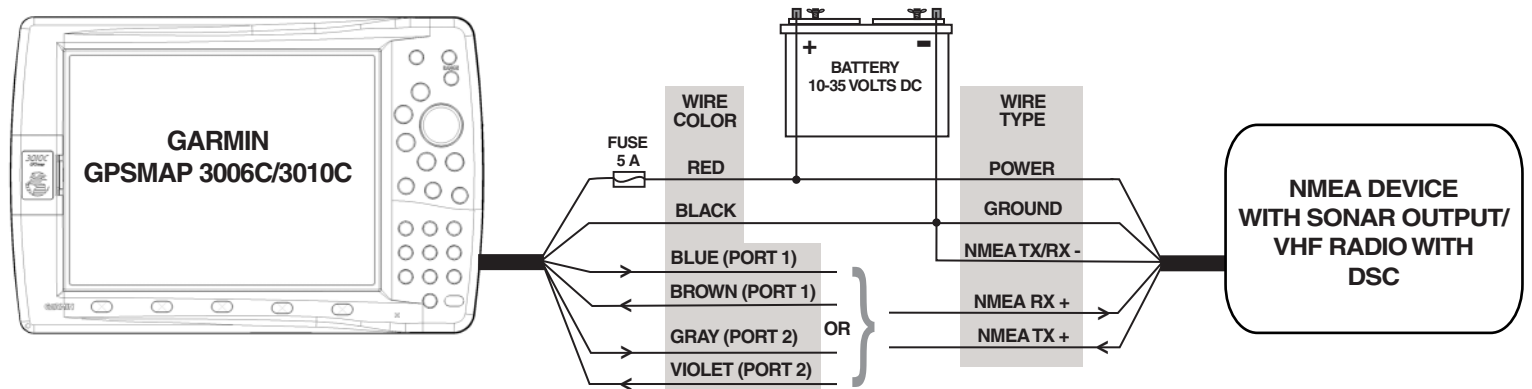 GARMIN
GPSMAP 3006C/3010C
3010C
GARMIN
+
-
BATTERY
10-35 VOLTS DC
WIRE
COLOR
WIRE
TYPE
FUSE
5 A
RED
POWER
BLACK
GROUND
BLUE (PORT 1)
NMEA TX/RX -
BROWN (PORT 1)
NMEA RX +
GRAY (PORT 2)
OR
NMEA TX +
VIOLET (PORT 2)
NMEA DEVICE
WITH SONAR OUTPUT/
VHF RADIO WITH
DSC